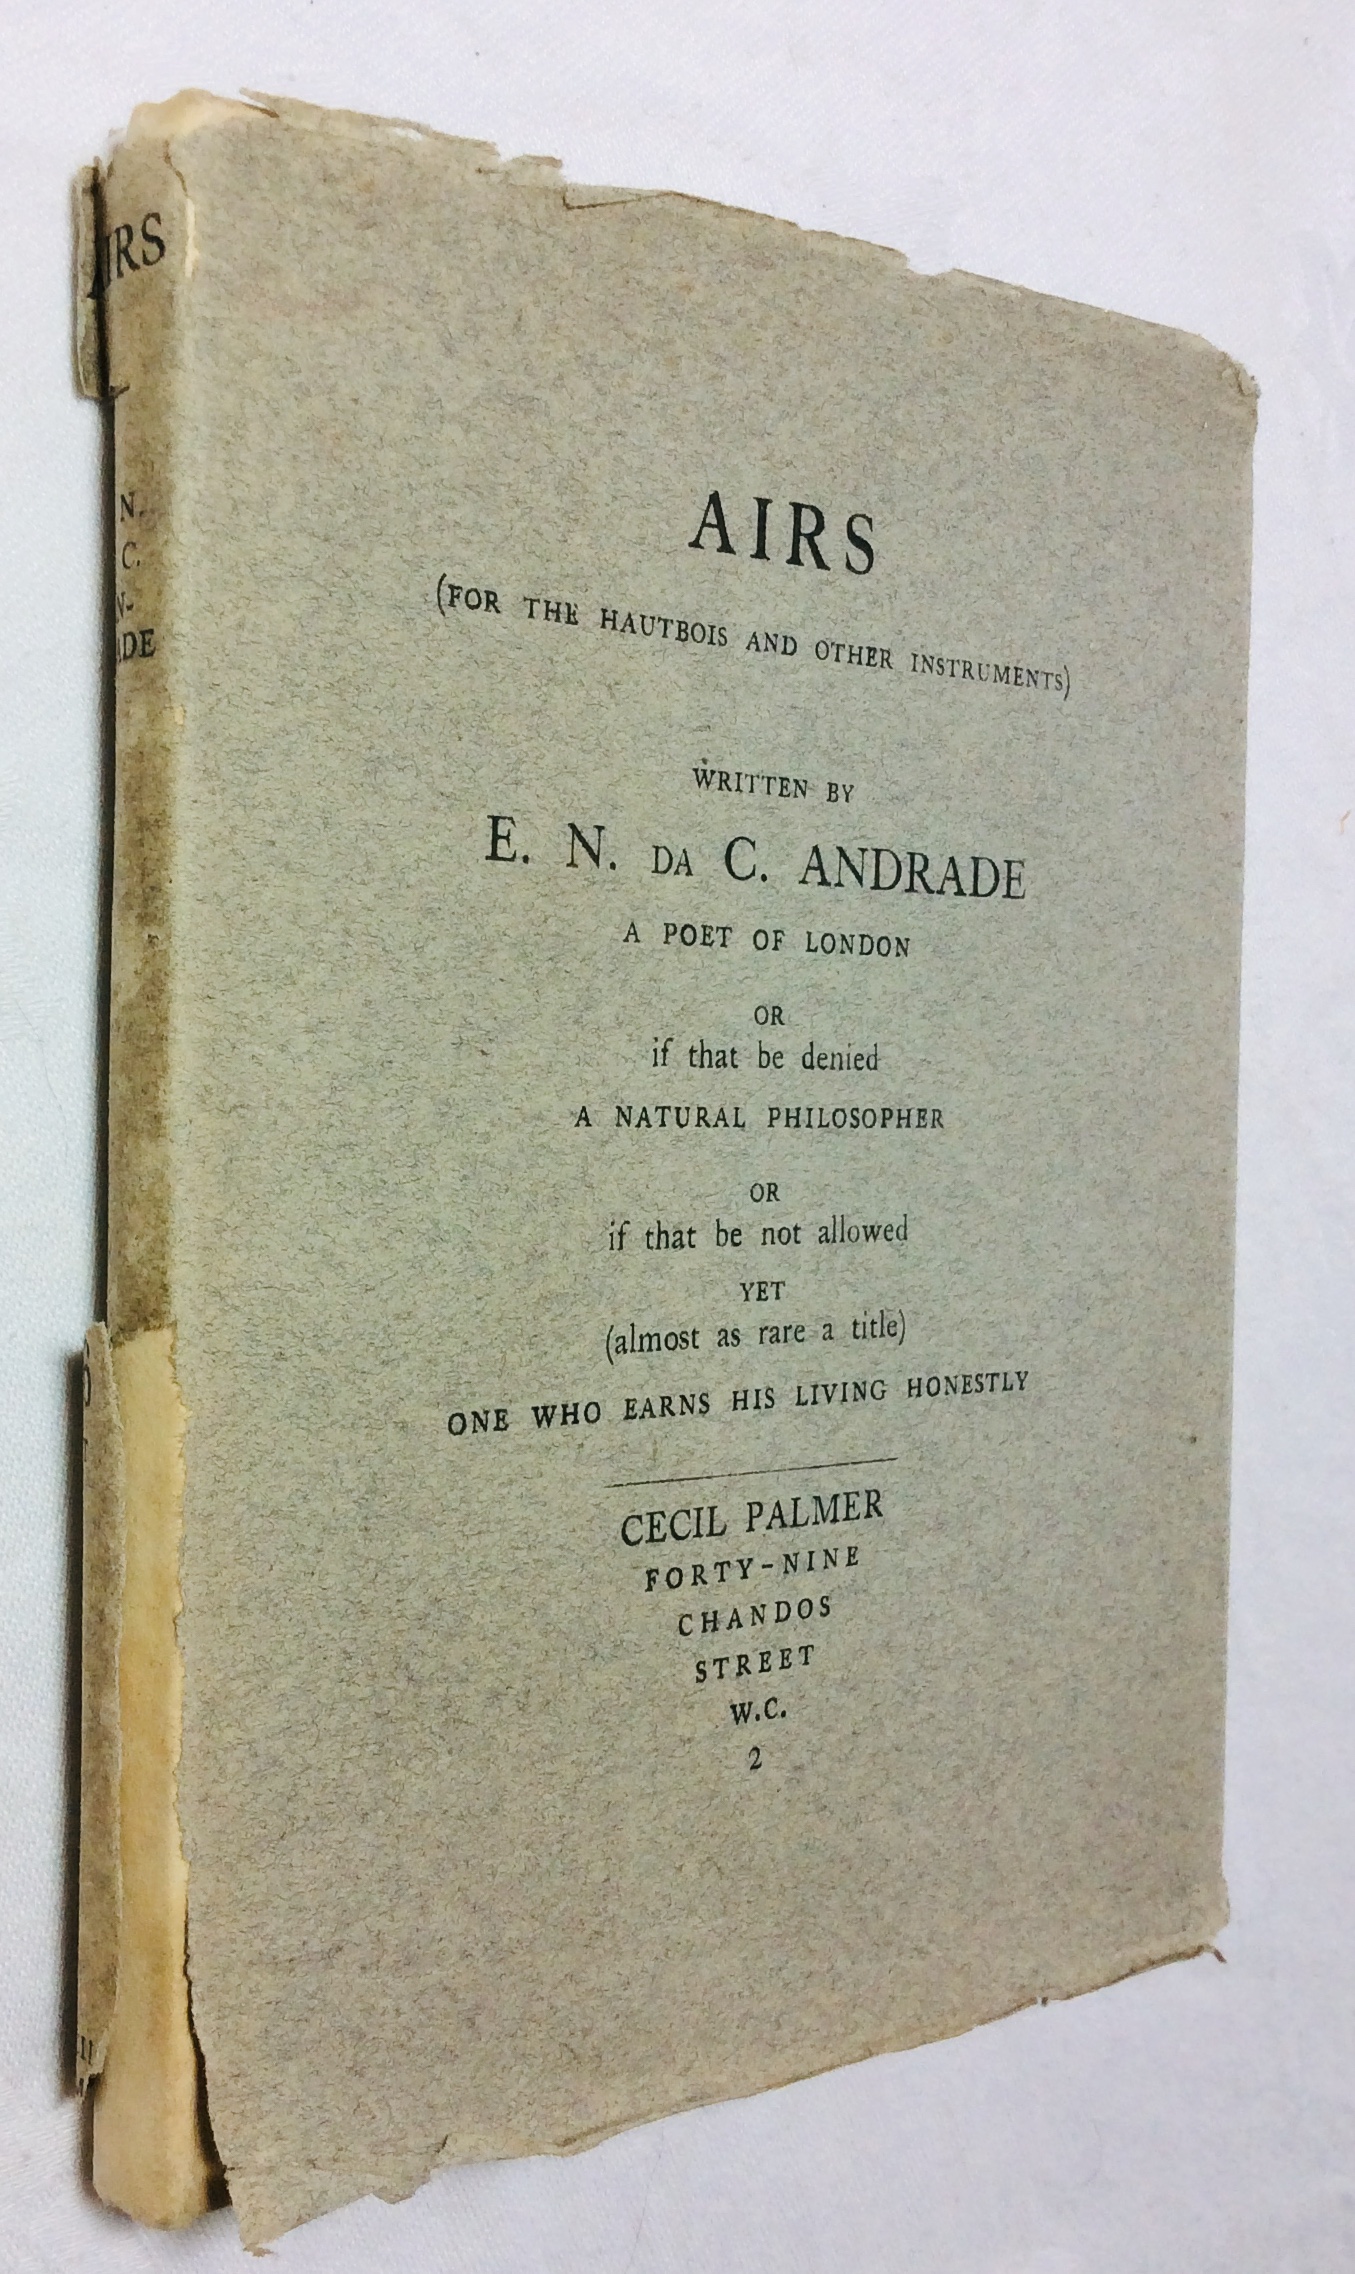 AIRS
(FOR THE HAUTBOIS AND OTHER INSTRUMENTS)
WRITTEN BY
E. N. DA C. ANDRADE
A POET OF LONDON
OR
if that be denied
A NATURAL PHILOSOPHER
OR
if that be not allowed
YET
(almost as rare a title)
ONE WHO EARNS HIS LIVING HONESTLY
CECIL PALMER
FORTY-NINE
CHANDOS
STREET
W.C.
2
AIRS
N.
C.
N-
ADE